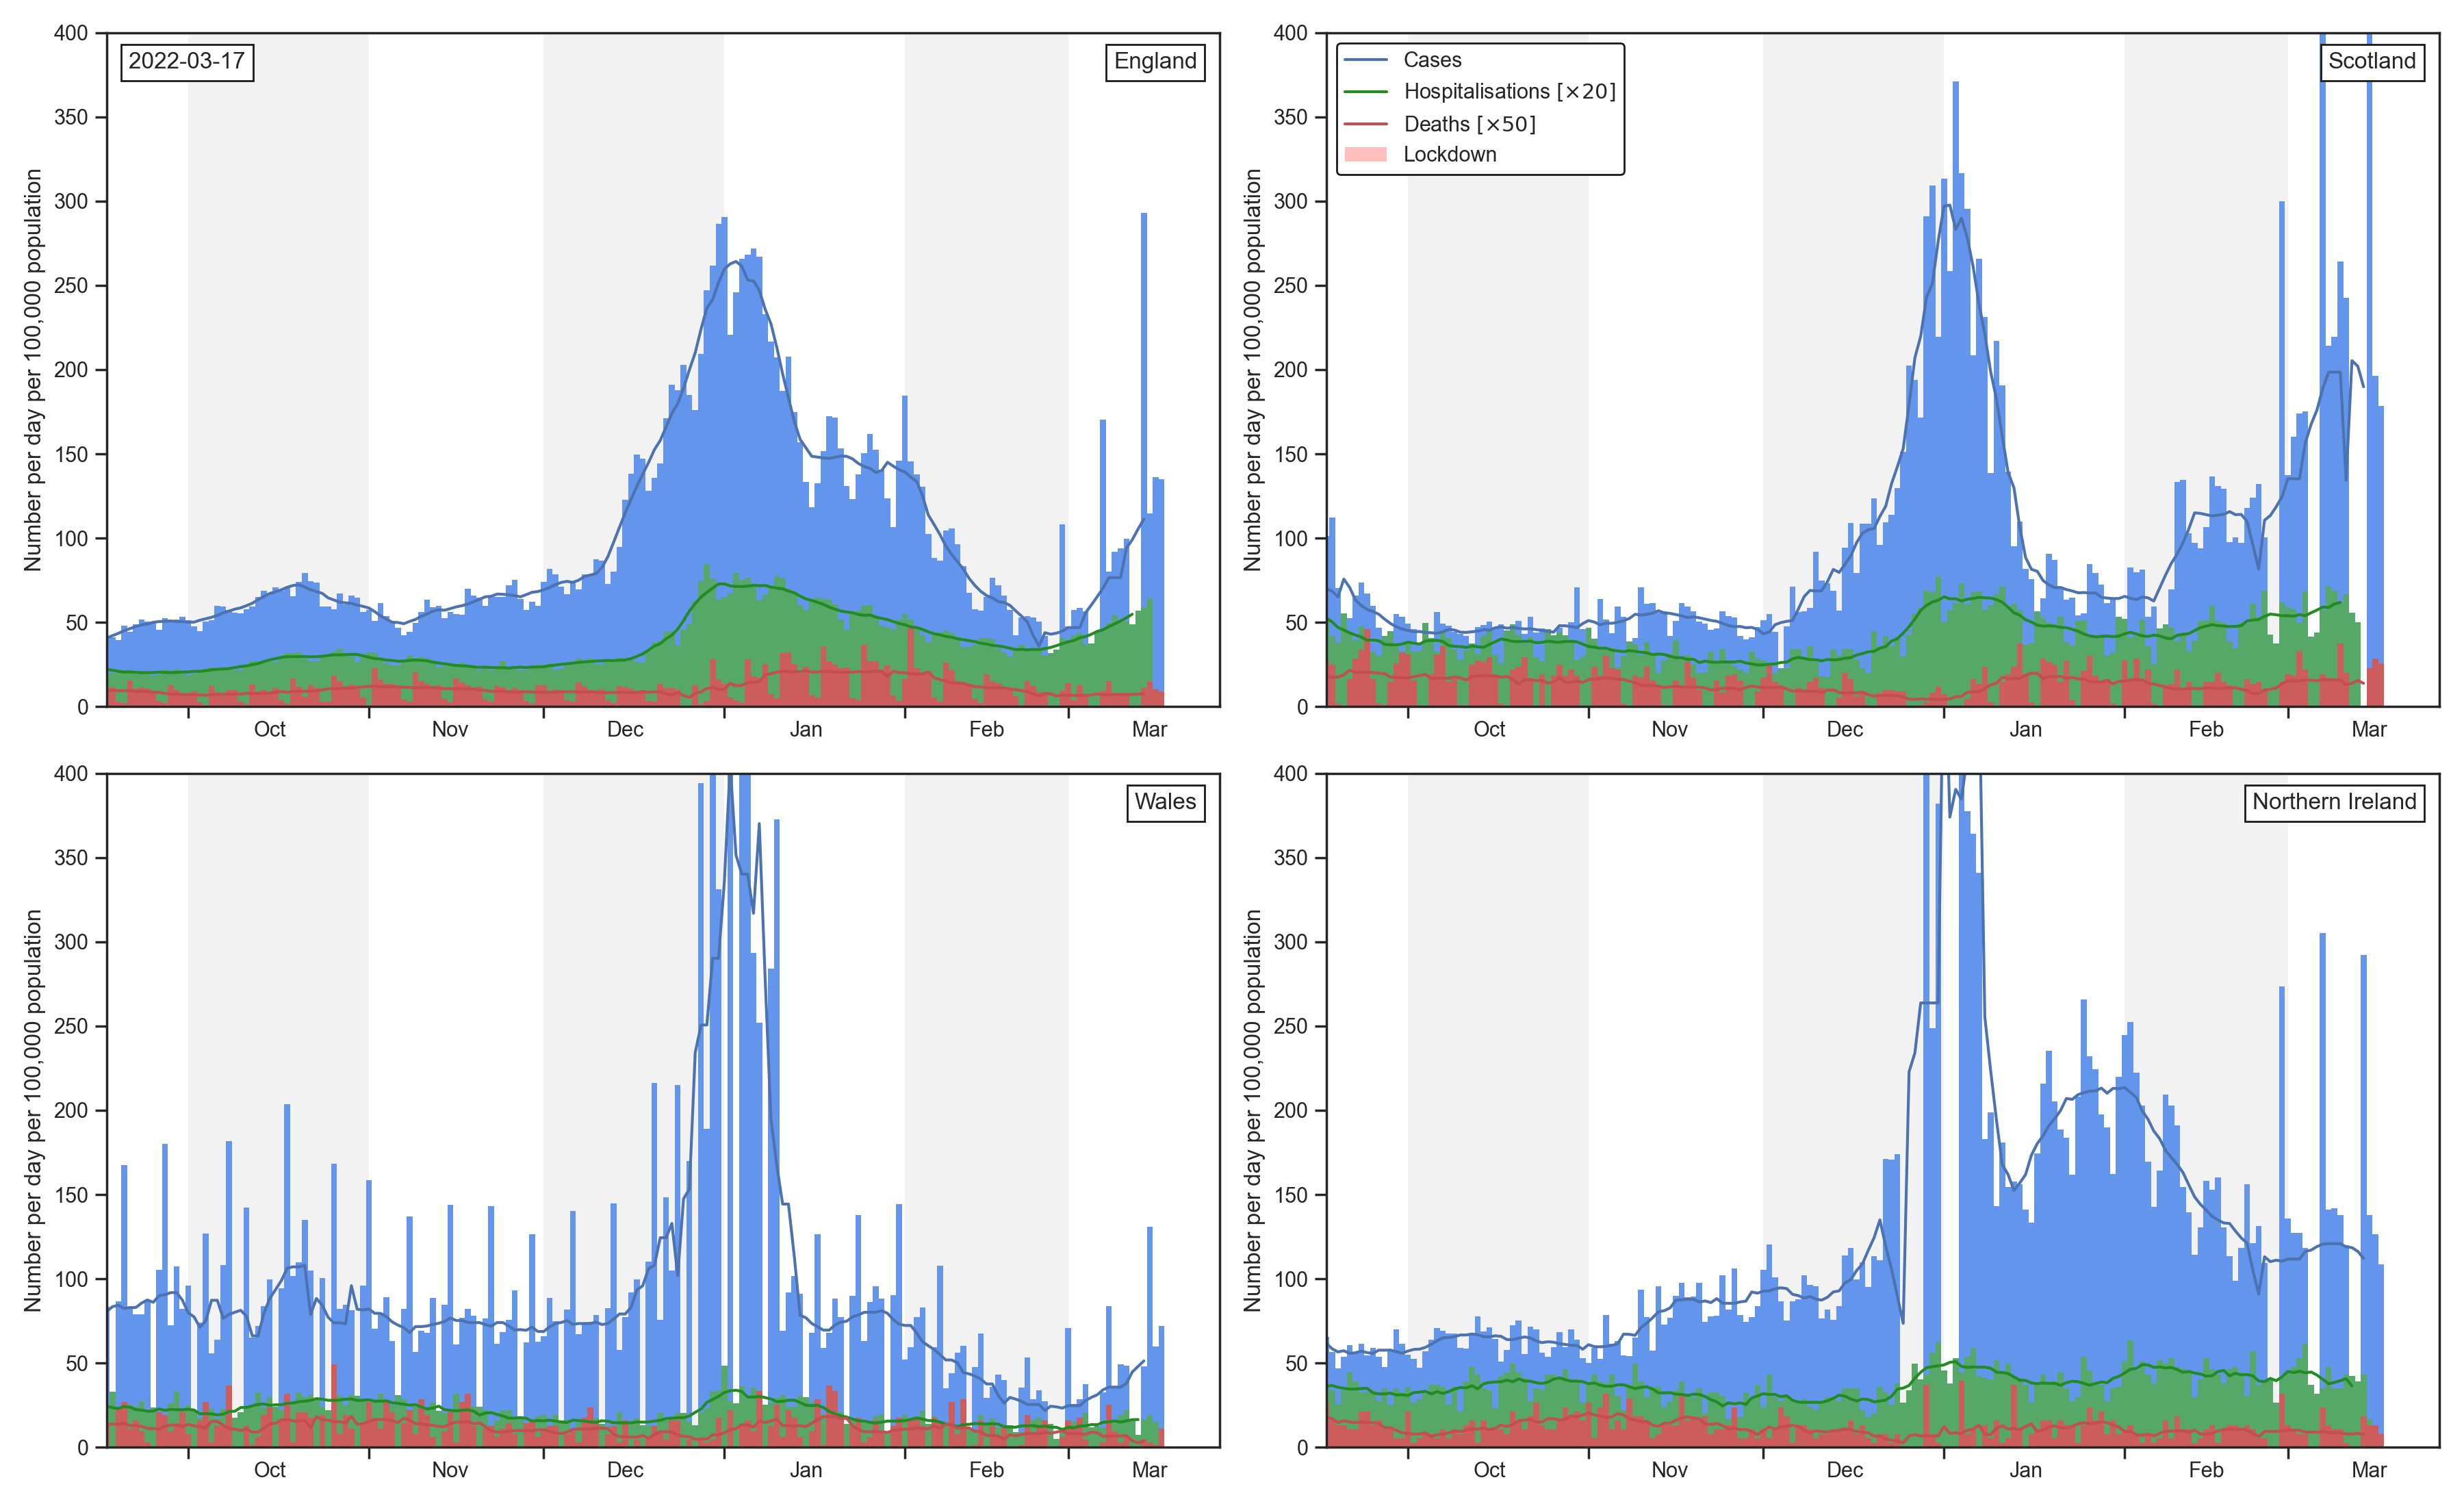 2022-03-17
England
400
350
300
250
200
150
100
50
0
Number per day per 100,000 population
Oct
Nov
Dec
Jan
Feb
Mar
Scotland
Cases
Hospitalisations [×20]
Deaths [×50]
Lockdown
400
350
300
250
200
150
100
50
0
Number per day per 100,000 population
Oct
Nov
Dec
Jan
Feb
Mar
Wales
400
350
300
250
200
150
100
50
0
Number per day per 100,000 population
Oct
Nov
Dec
Jan
Feb
Mar
Northern Ireland
400
350
300
250
200
150
100
50
0
Number per day per 100,000 population
Oct
Nov
Dec
Jan
Feb
Mar